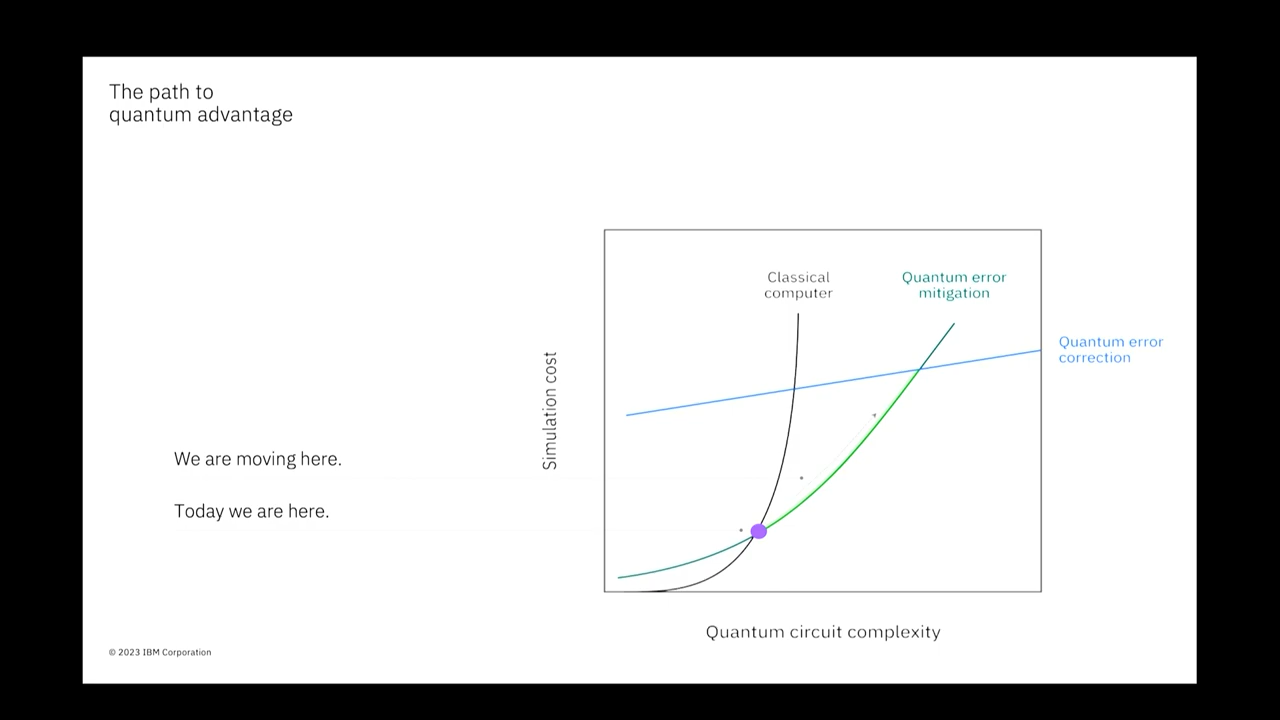 The path to
quantum advantage
Classical
computer
Quantum error
mitigation
Quantum error
correction
Simulation cost
We are moving here.
Today we are here.
Quantum circuit complexity
© 2023 IBM Corporation